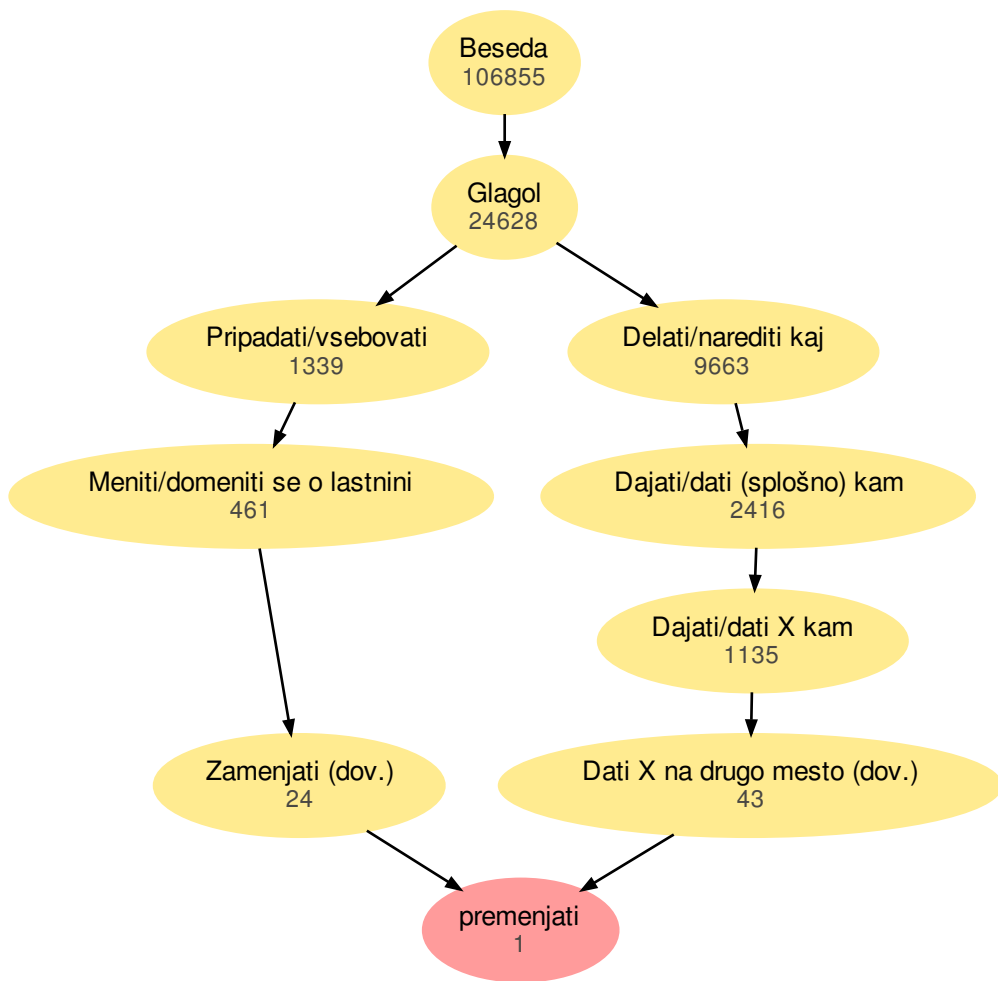 Beseda
106855
Glagol
24628
Pripadati/vsebovati
1339
Delati/narediti kaj
9663
Meniti/domeniti se o lastnini
461
Dajati/dati (splošno) kam
2416
Dajati/dati X kam
1135
Zamenjati (dov.)
24
Dati X na drugo mesto (dov.)
43
premenjati
1